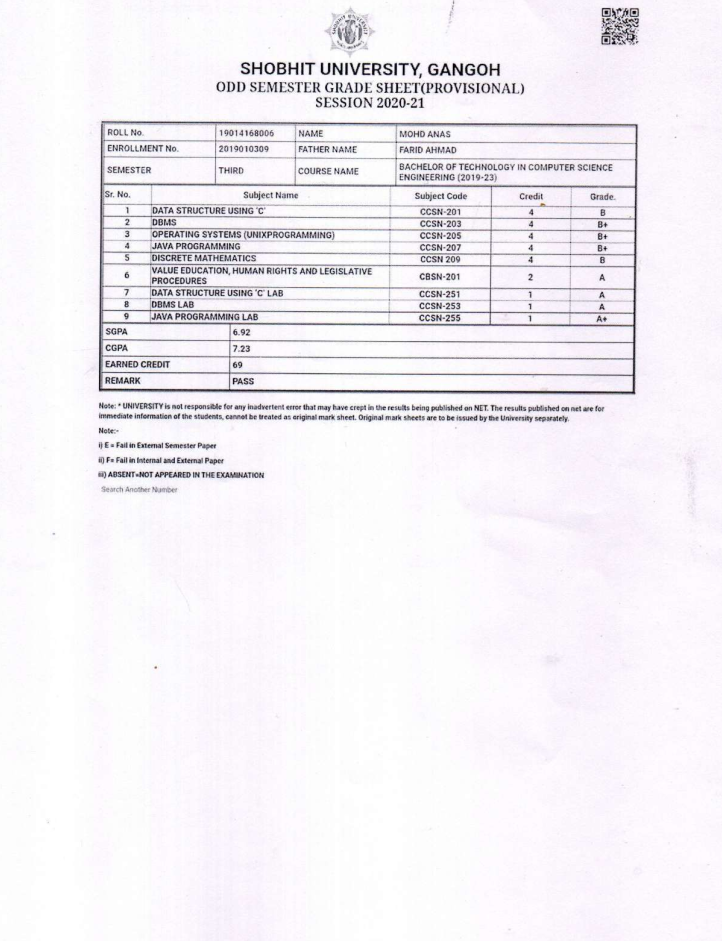 SHOBHIT UNIVERSITY, GANGOH
ODD SEMESTER GRADE SHEET(PROVISIONAL)
SESSION 2020-21
ROLL No. 19014168006 NAME MOHD ANAS
ENROLLMENT No. 2019010309 FATHER NAME FARID AHMAD
SEMESTER THIRD COURSE NAME BACHELOR OF TECHNOLOGY IN COMPUTER SCIENCE
ENGINEERING (2019-23)
Sr. No. Subject Name Subject Code Credit Grade.
1 DATA STRUCTURE USING 'C' CCSN-201 4 B
2 DBMS CCSN-203 4 B+
3 OPERATING SYSTEMS (UNIXPROGRAMMING) CCSN-205 4 B+
4 JAVA PROGRAMMING CCSN-207 4 B+
5 DISCRETE MATHEMATICS CCSN 209 4 B
6 VALUE EDUCATION, HUMAN RIGHTS AND LEGISLATIVE
PROCEDURES CBSN-201 2 A
7 DATA STRUCTURE USING 'C' LAB CCSN-251 1 A
8 DBMS LAB CCSN-253 1 A
9 JAVA PROGRAMMING LAB CCSN-255 1 A+
SGPA 6.92
CGPA 7.23
EARNED CREDIT 69
REMARK PASS
Note: * UNIVERSITY is not responsible for any inadvertent error that may have crept in the results being published on NET. The results published on net are for
immediate information of the students, cannot be treated as original mark sheet. Original mark sheets are to be issued by the University separately.
Note:-
i) E = Fail in External Semester Paper
ii) F= Fail in Internal and External Paper
iii) ABSENT=NOT APPEARED IN THE EXAMINATION
Search Another Number